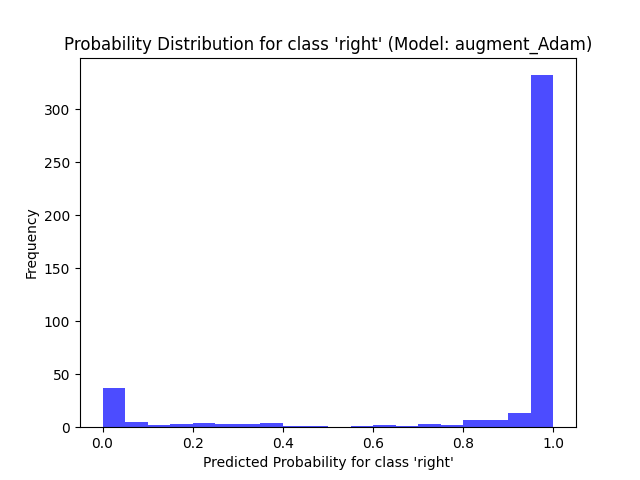 Probability Distribution for class 'right' (Model: augment_Adam)
300
250
200
150
100
50
0
Frequency
0.0 0.2 0.4 0.6 0.8 1.0
Predicted Probability for class 'right'